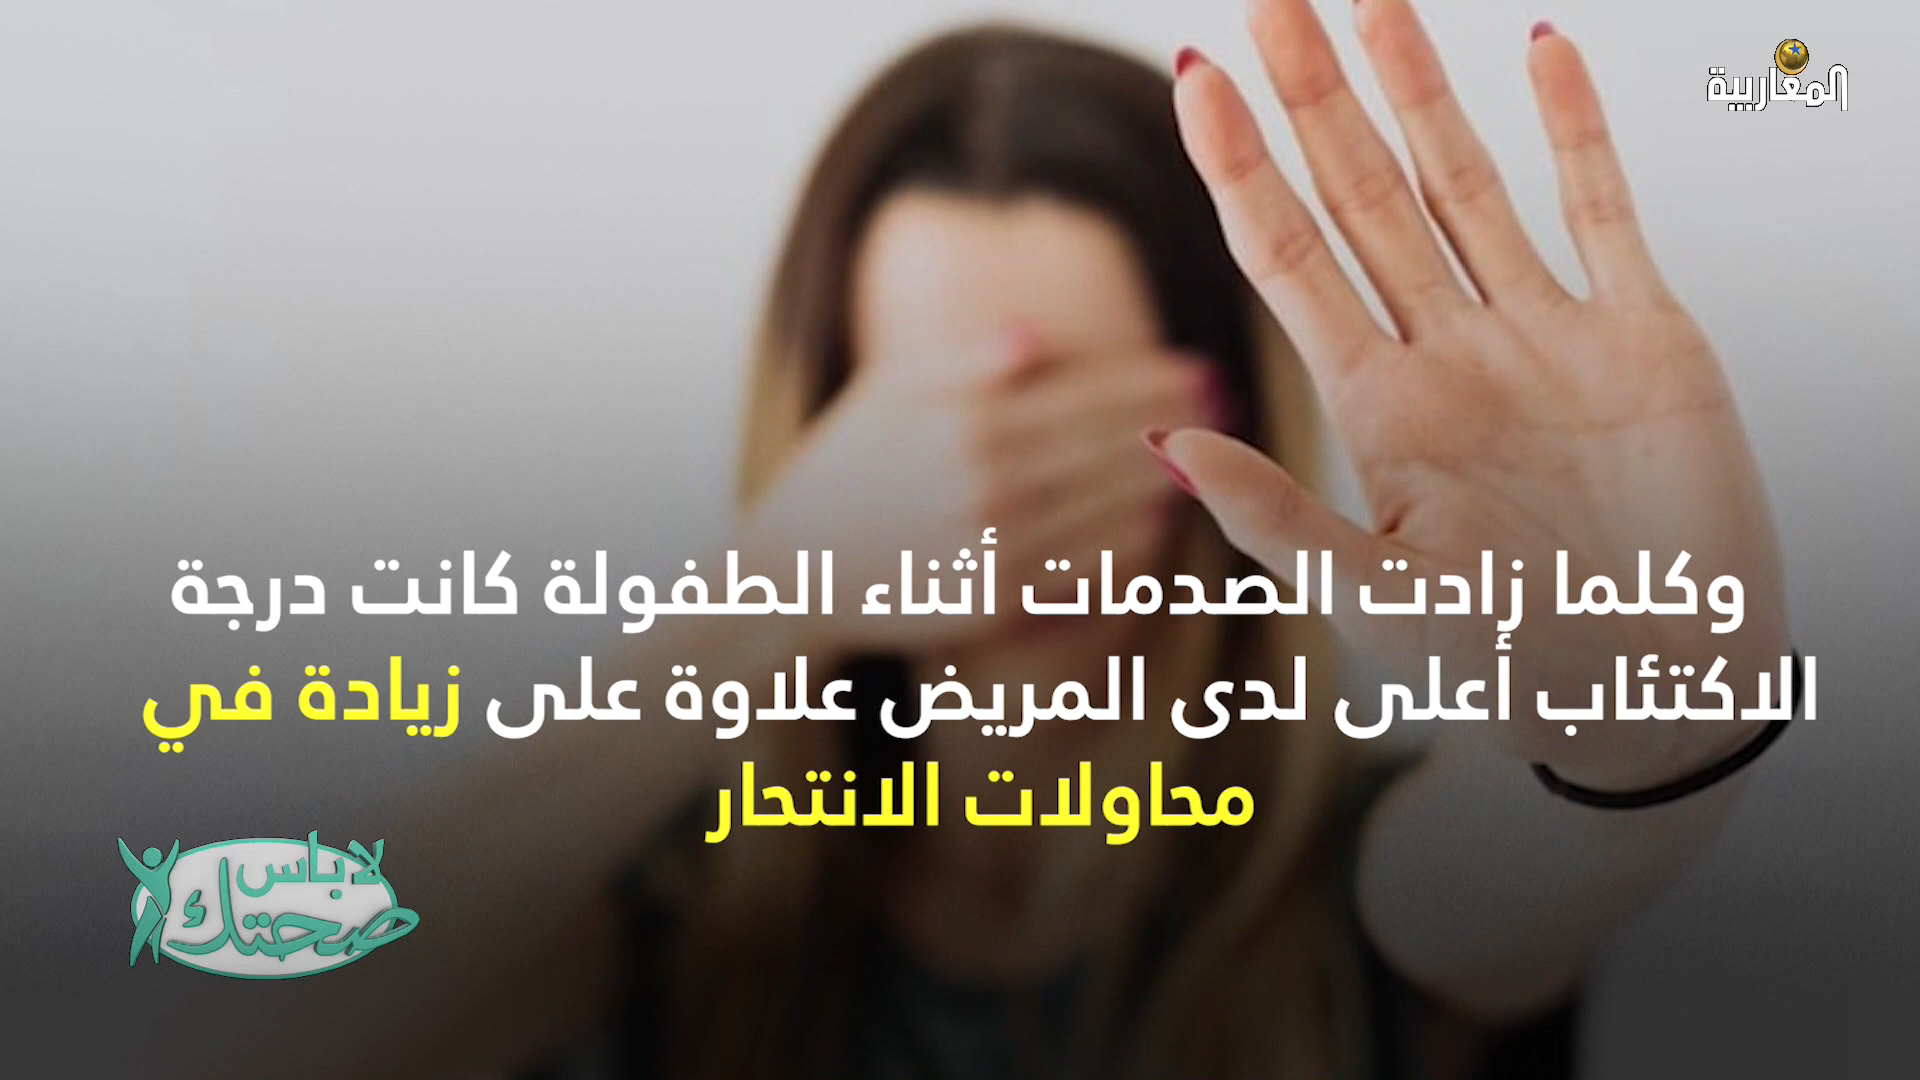 المغاربية
وكلما زادت الصدمات أثناء الطفولة كانت درجة
الاكتئاب أعلى لدى المريض علاوة على زيادة في
محاولات الانتحار
لاباس
صحتك